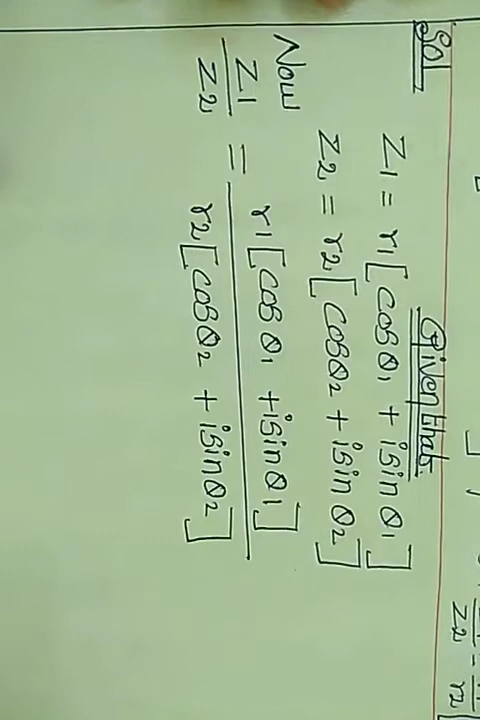 Sol
Given that
Z1 = r1[cosθ1 + isinθ1]
Z2 = r2[cosθ2 + isinθ2]
Now
Z1/Z2 = r1[cosθ1 + isinθ1] / r2[cosθ2 + isinθ2]